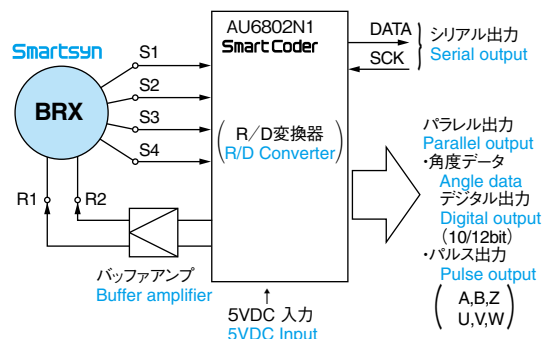 Smartsyn
BRX
S1
S2
S3
S4
R1
R2
AU6802N1
Smart Coder
R/D変換器
R/D Converter
バッファアンプ
Buffer amplifier
5VDC 入力
5VDC Input
DATA
SCK
シリアル出力
Serial output
パラレル出力
Parallel output
・角度データ
Angle data
デジタル出力
Digital output
（10/12bit）
・パルス出力
Pulse output
A,B,Z
U,V,W